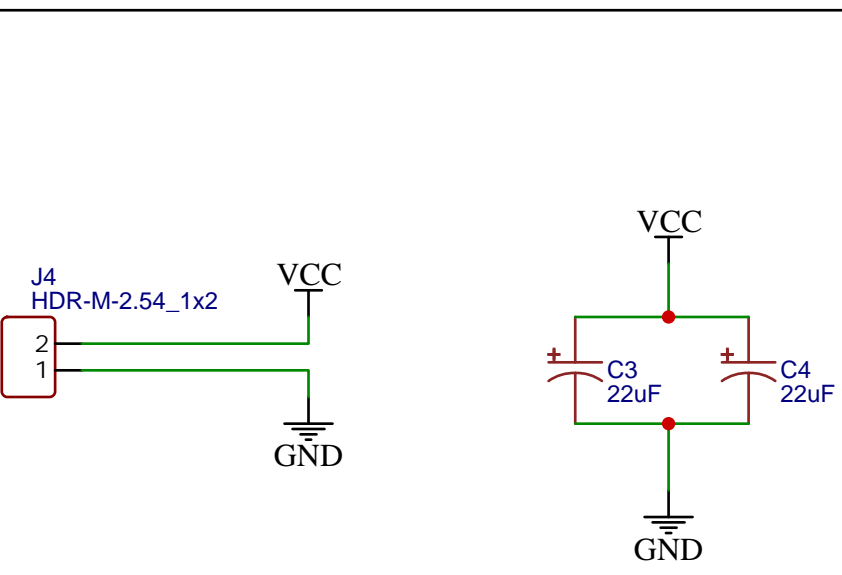 J4
HDR-M-2.54_1x2
2
1
VCC
GND
VCC
+
C3
22uF
+
C4
22uF
GND